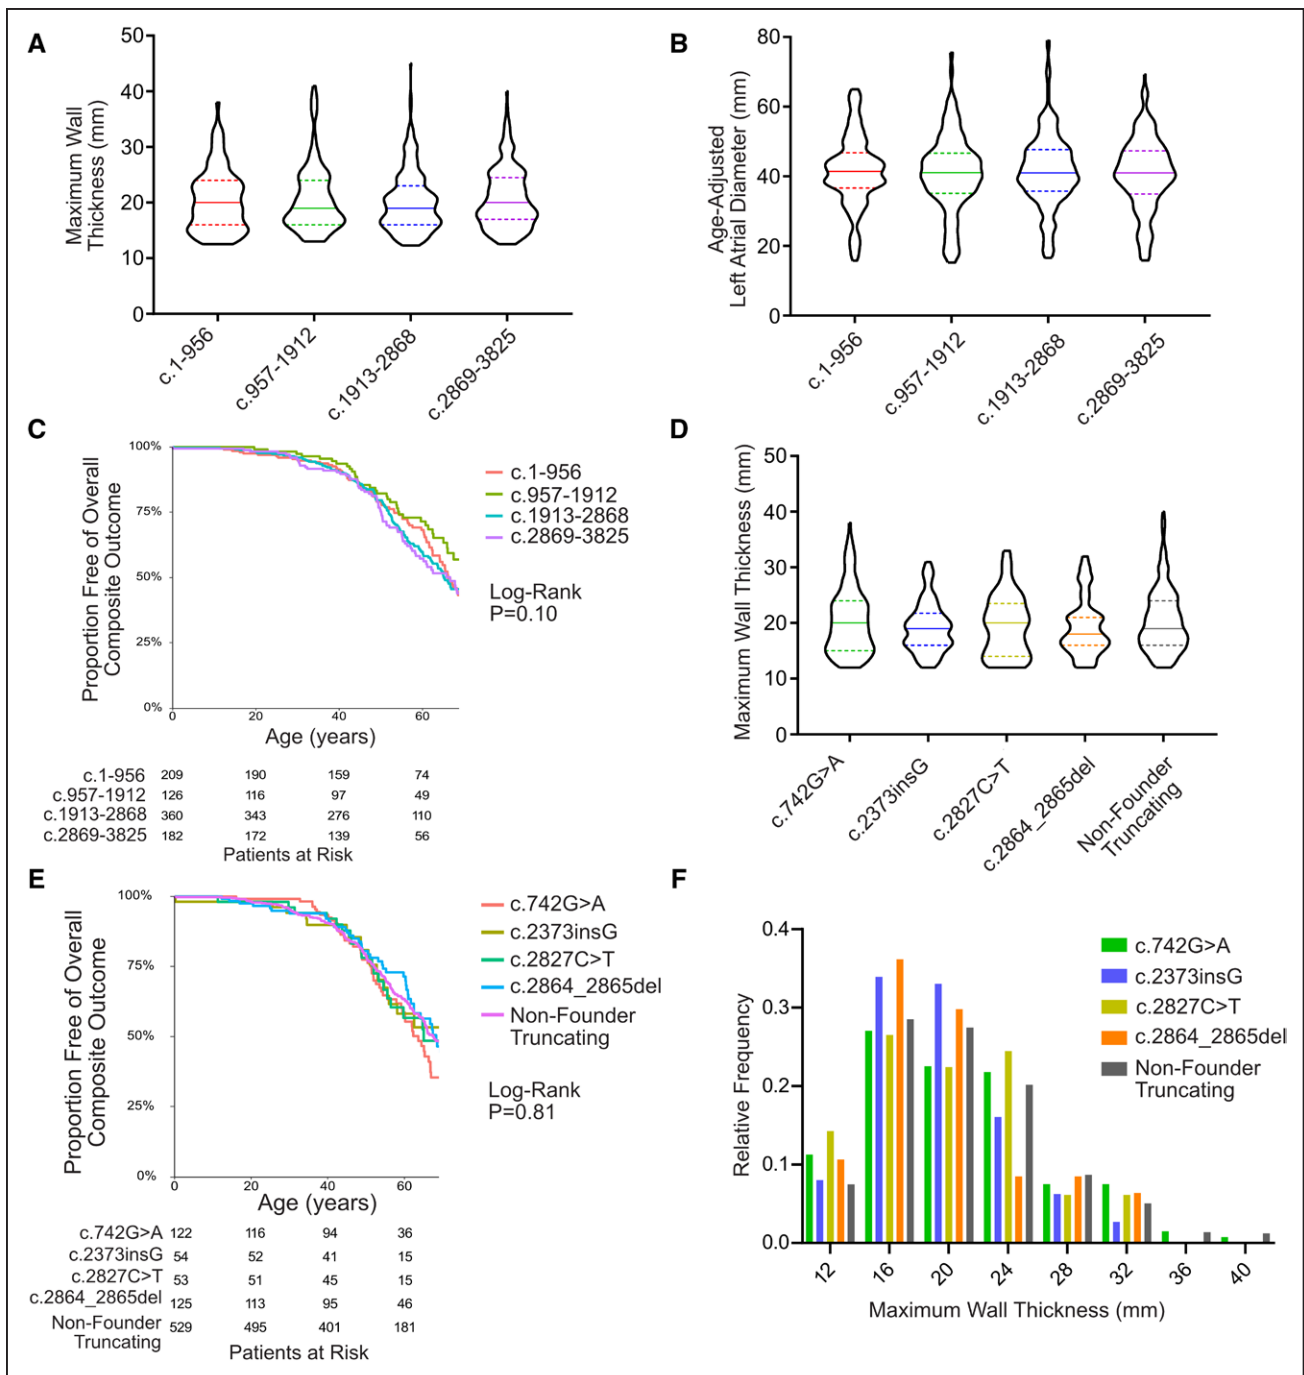 A
Maximum Wall
Thickness (mm)
50
40
30
20
10
0
c.1-956
c.957-1912
c.1913-2868
c.2869-3825
B
Age-Adjusted
Left Atrial Diameter (mm)
80
60
40
20
0
c.1-956
c.957-1912
c.1913-2868
c.2869-3825
C
Proportion Free of Overall
Composite Outcome
100%
75%
50%
25%
0%
0 20 40 60
Age (years)
c.1-956
c.957-1912
c.1913-2868
c.2869-3825
Log-Rank
P=0.10
c.1-956 209 190 159 74
c.957-1912 126 116 97 49
c.1913-2868 360 343 276 110
c.2869-3825 182 172 139 56
Patients at Risk
D
Maximum Wall Thickness (mm)
50
40
30
20
10
0
c.742G>A
c.2373insG
c.2827C>T
c.2864_2865del
Non-Founder
Truncating
E
Proportion Free of Overall
Composite Outcome
100%
75%
50%
25%
0%
0 20 40 60
Age (years)
c.742G>A
c.2373insG
c.2827C>T
c.2864_2865del
Non-Founder
Truncating
Log-Rank
P=0.81
c.742G>A 122 116 94 36
c.2373insG 54 52 41 15
c.2827C>T 53 51 45 15
c.2864_2865del 125 113 95 46
Non-Founder
Truncating 529 495 401 181
Patients at Risk
F
Relative Frequency
0.4
0.3
0.2
0.1
0.0
12 16 20 24 28 32 36 40
Maximum Wall Thickness (mm)
c.742G>A
c.2373insG
c.2827C>T
c.2864_2865del
Non-Founder
Truncating